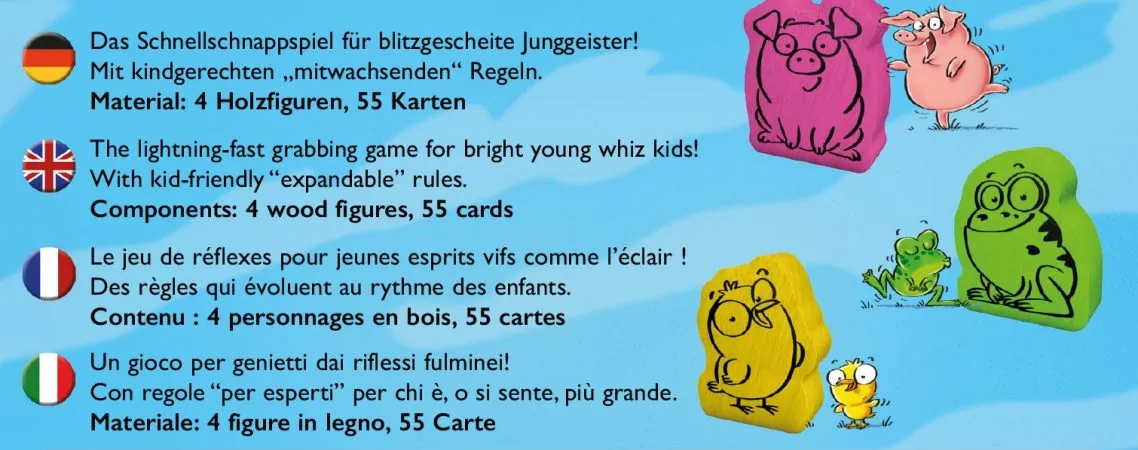 Das Schnellschnappspiel für blitzgescheite Junggeister!
Mit kindgerechten „mitwachsenden“ Regeln.
Material: 4 Holzfiguren, 55 Karten
The lightning-fast grabbing game for bright young whiz kids!
With kid-friendly “expandable” rules.
Components: 4 wood figures, 55 cards
Le jeu de réflexes pour jeunes esprits vifs comme l’éclair !
Des règles qui évoluent au rythme des enfants.
Contenu : 4 personnages en bois, 55 cartes
Un gioco per genietti dai riflessi fulminei!
Con regole “per esperti” per chi è, o si sente, più grande.
Materiale: 4 figure in legno, 55 Carte